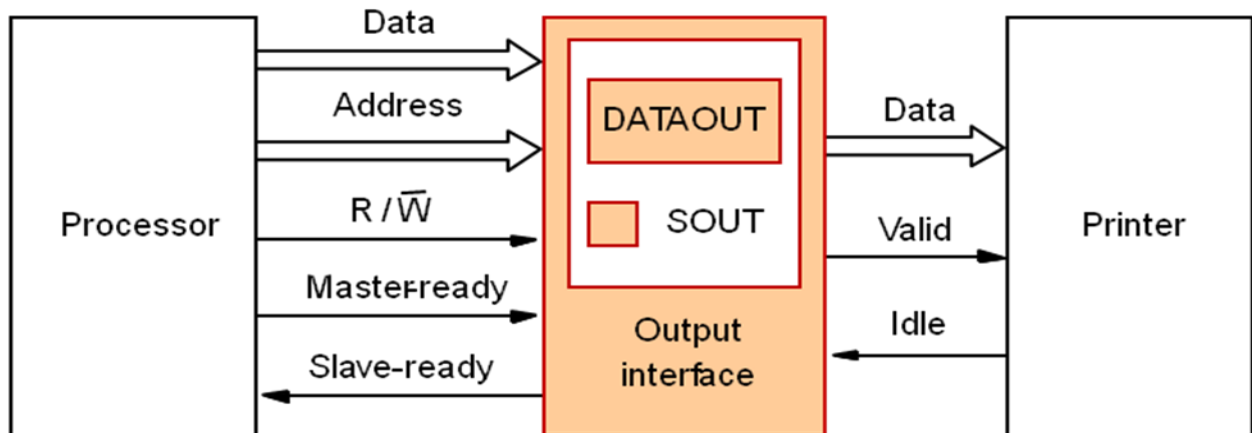 Data
Address
R / W̅
Master-ready
Slave-ready
Processor
DATAOUT
SOUT
Output
interface
Data
Valid
Idle
Printer